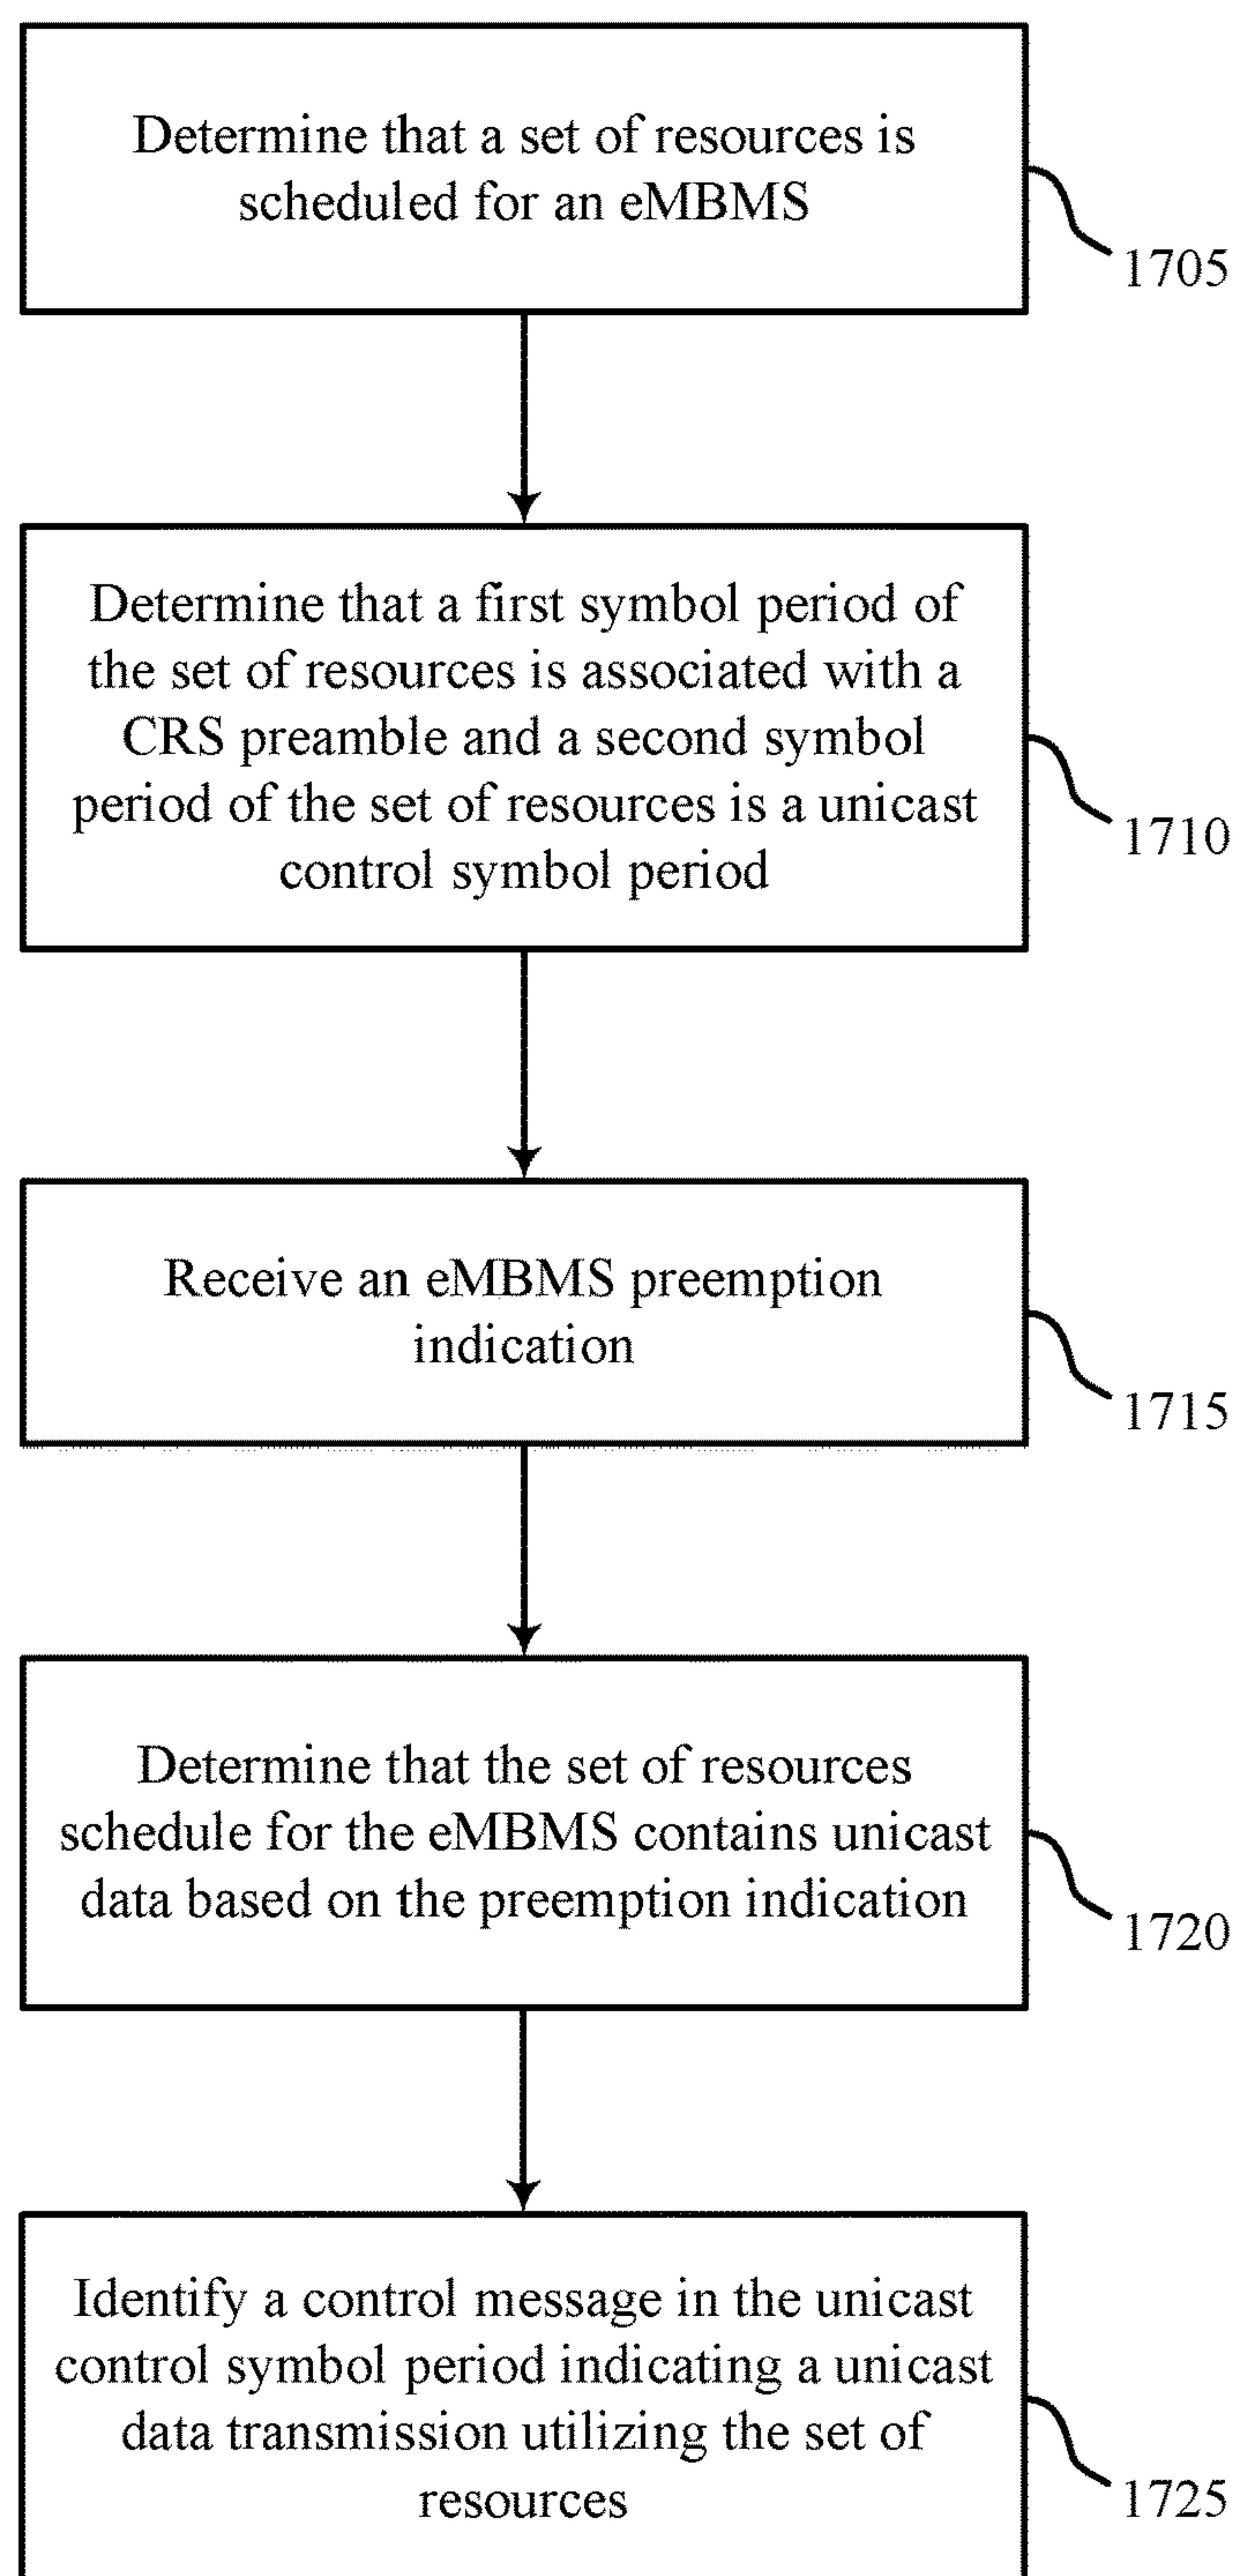 Determine that a set of resources is
scheduled for an eMBMS
1705
Determine that a first symbol period of
the set of resources is associated with a
CRS preamble and a second symbol
period of the set of resources is a unicast
control symbol period
1710
Receive an eMBMS preemption
indication
1715
Determine that the set of resources
schedule for the eMBMS contains unicast
data based on the preemption indication
1720
Identify a control message in the unicast
control symbol period indicating a unicast
data transmission utilizing the set of
resources
1725